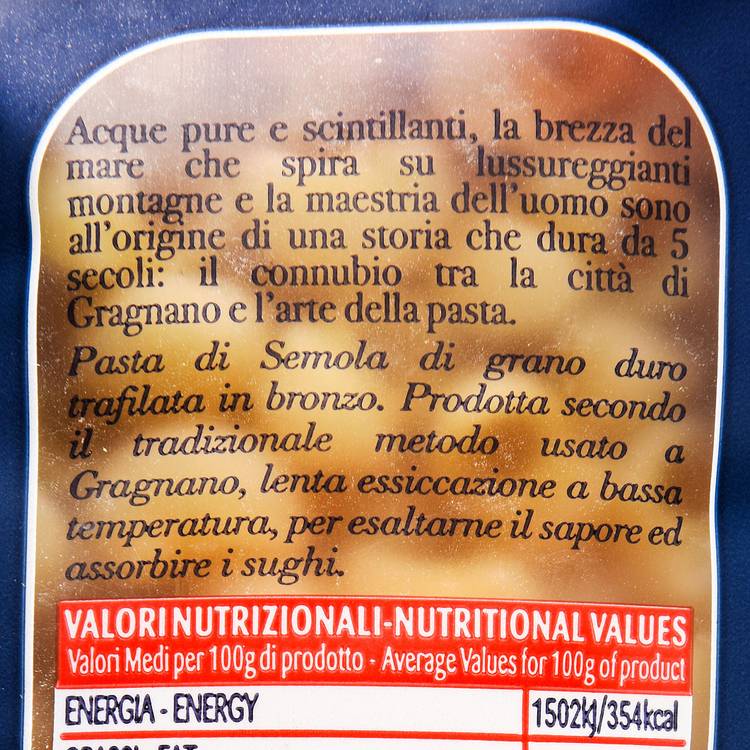 Acque pure e scintillanti, la brezza del
mare che spira su lussureggianti
montagne e la maestria dell'uomo sono
all'origine di una storia che dura da 5
secoli: il connubio tra la città di
Gragnano e l'arte della pasta.
Pasta di Semola di grano duro
trafilata in bronzo. Prodotta secondo
il tradizionale metodo usato a
Gragnano, lenta essiccazione a bassa
temperatura, per esaltarne il sapore ed
assorbire i sughi.
VALORI NUTRIZIONALI-NUTRITIONAL VALUES
Valori Medi per 100g di prodotto - Average Values for 100g of product
ENERGIA - ENERGY 1502kJ/354kcal